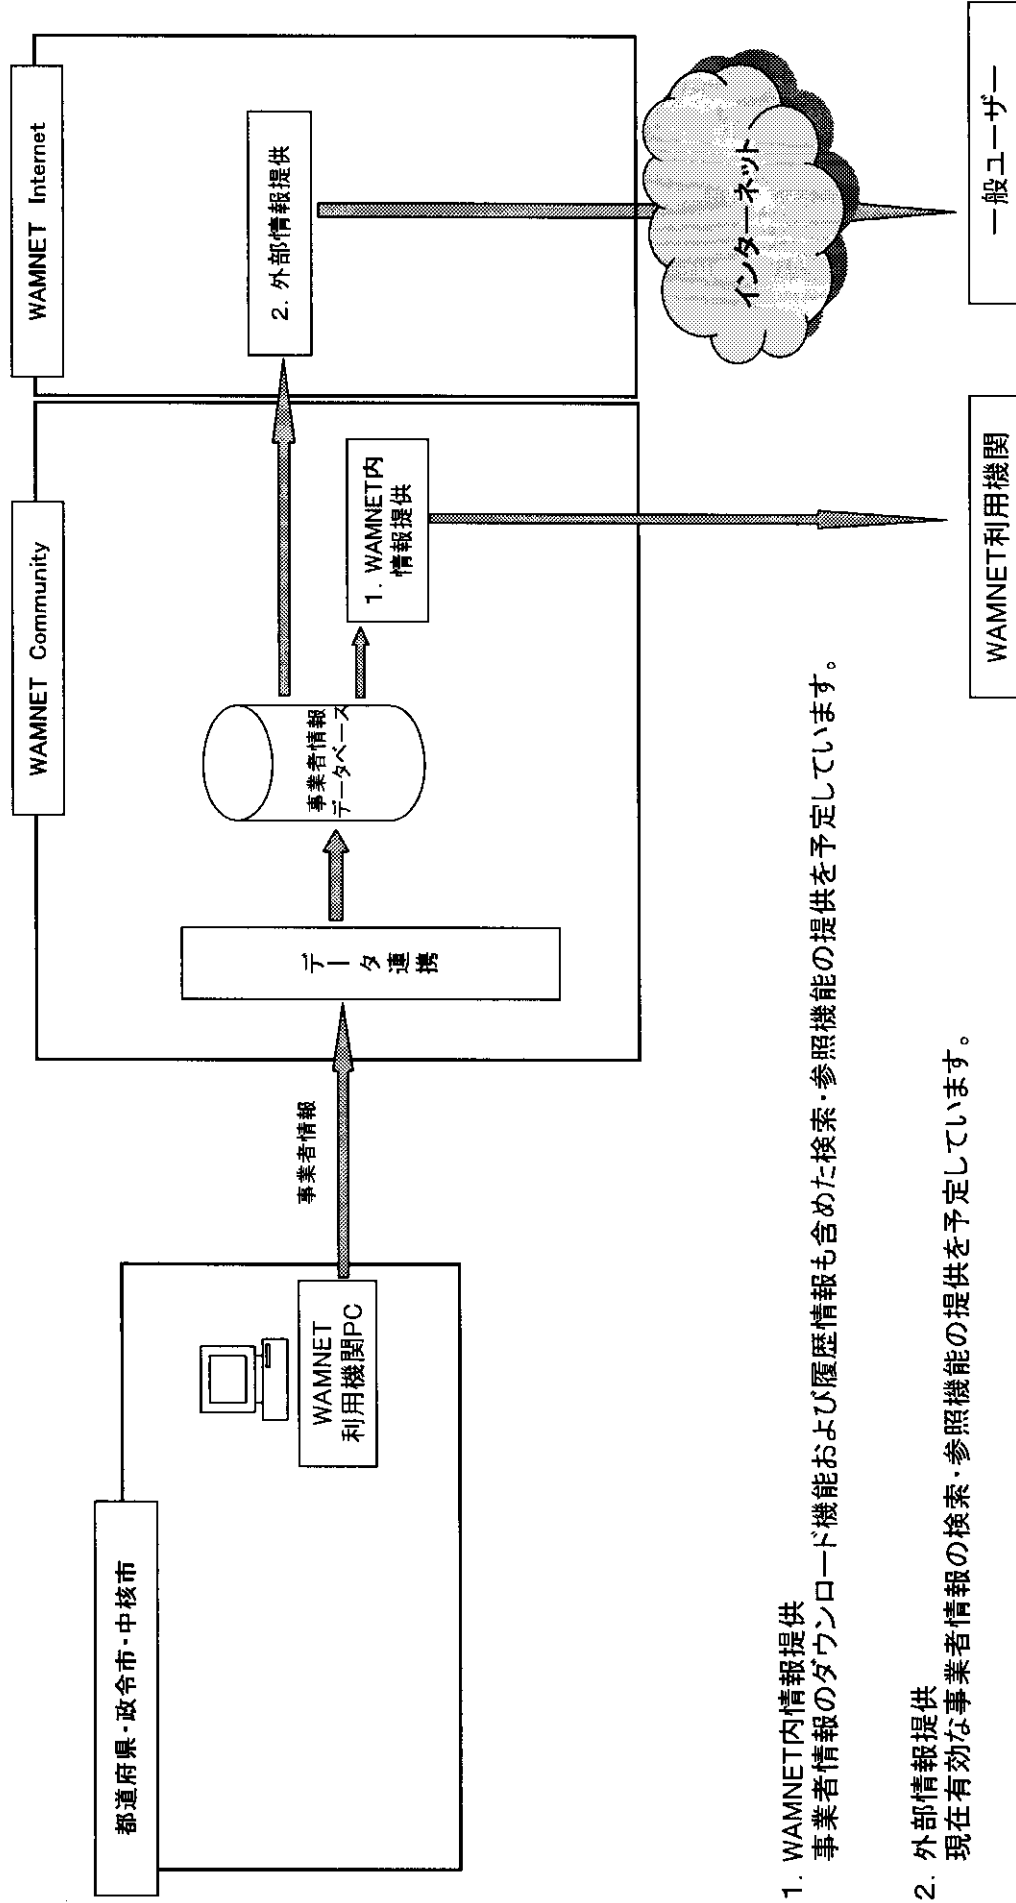 都道府県・政令市・中核市
WAMNET
利用機関PC
事業者情報
WAMNET Community
データ連携
事業者情報
データベース
1. WAMNET内
情報提供
WAMNET Internet
2. 外部情報提供
インターネット
WAMNET利用機関
一般ユーザー
1. WAMNET内情報提供
事業者情報のダウンロード機能および履歴情報も含めた検索・参照機能の提供を予定しています。
2. 外部情報提供
現在有効な事業者情報の検索・参照機能の提供を予定しています。